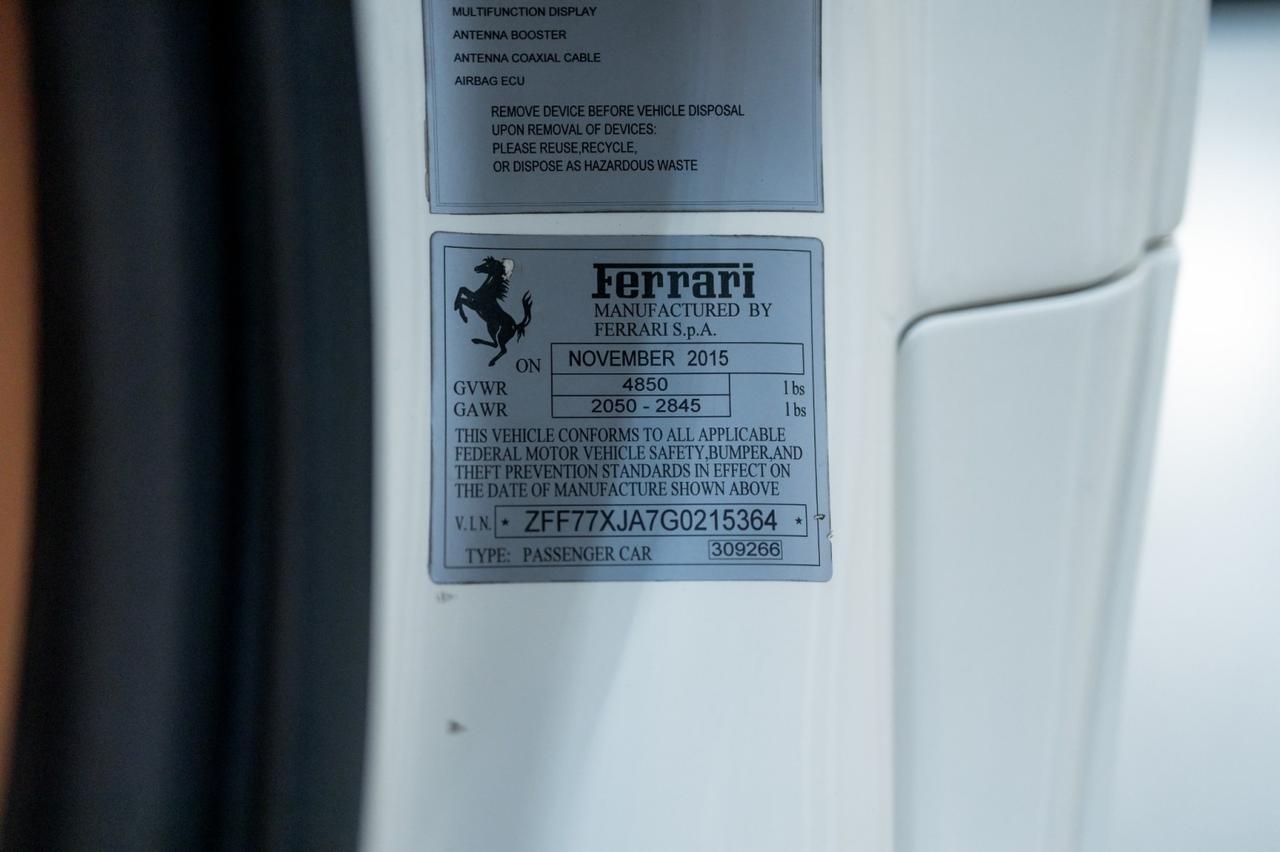 MULTIFUNCTION DISPLAY
ANTENNA BOOSTER
ANTENNA COAXIAL CABLE
AIRBAG ECU
REMOVE DEVICE BEFORE VEHICLE DISPOSAL
UPON REMOVAL OF DEVICES:
PLEASE REUSE,RECYCLE,
OR DISPOSE AS HAZARDOUS WASTE
Ferrari
MANUFACTURED BY
FERRARI S.p.A.
ON NOVEMBER 2015
GVWR 4850 lbs
GAWR 2050 - 2845 lbs
THIS VEHICLE CONFORMS TO ALL APPLICABLE
FEDERAL MOTOR VEHICLE SAFETY,BUMPER,AND
THEFT PREVENTION STANDARDS IN EFFECT ON
THE DATE OF MANUFACTURE SHOWN ABOVE
V.I.N. * ZFF77XJA7G0215364 *
TYPE: PASSENGER CAR 309266